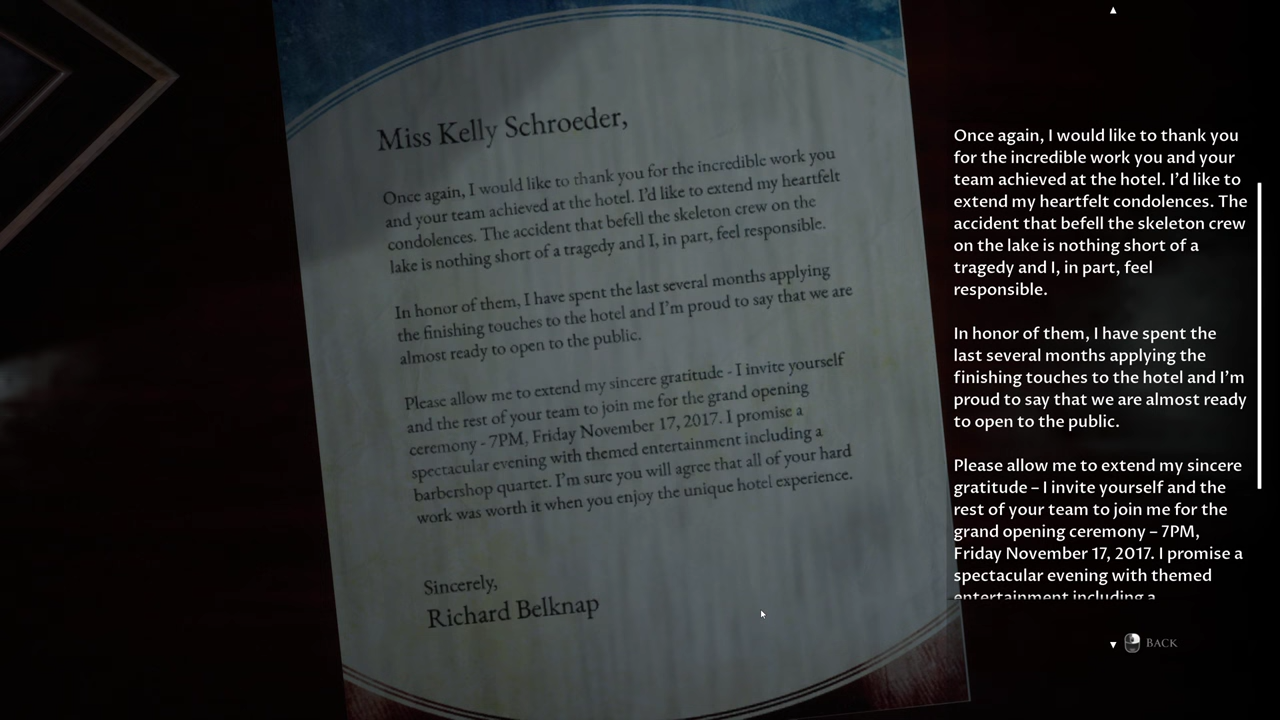 Miss Kelly Schroeder,
Once again, I would like to thank you for the incredible work you
and your team achieved at the hotel. I'd like to extend my heartfelt
condolences. The accident that befell the skeleton crew on the
lake is nothing short of a tragedy and I, in part, feel responsible.
In honor of them, I have spent the last several months applying
the finishing touches to the hotel and I'm proud to say that we are
almost ready to open to the public.
Please allow me to extend my sincere gratitude - I invite yourself
and the rest of your team to join me for the grand opening
ceremony - 7PM, Friday November 17, 2017. I promise a
spectacular evening with themed entertainment including a
barbershop quartet. I'm sure you will agree that all of your hard
work was worth it when you enjoy the unique hotel experience.
Sincerely,
Richard Belknap
Once again, I would like to thank you
for the incredible work you and your
team achieved at the hotel. I'd like to
extend my heartfelt condolences. The
accident that befell the skeleton crew
on the lake is nothing short of a
tragedy and I, in part, feel
responsible.
In honor of them, I have spent the
last several months applying the
finishing touches to the hotel and I'm
proud to say that we are almost ready
to open to the public.
Please allow me to extend my sincere
gratitude – I invite yourself and the
rest of your team to join me for the
grand opening ceremony – 7PM,
Friday November 17, 2017. I promise a
spectacular evening with themed
entertainment including a
BACK